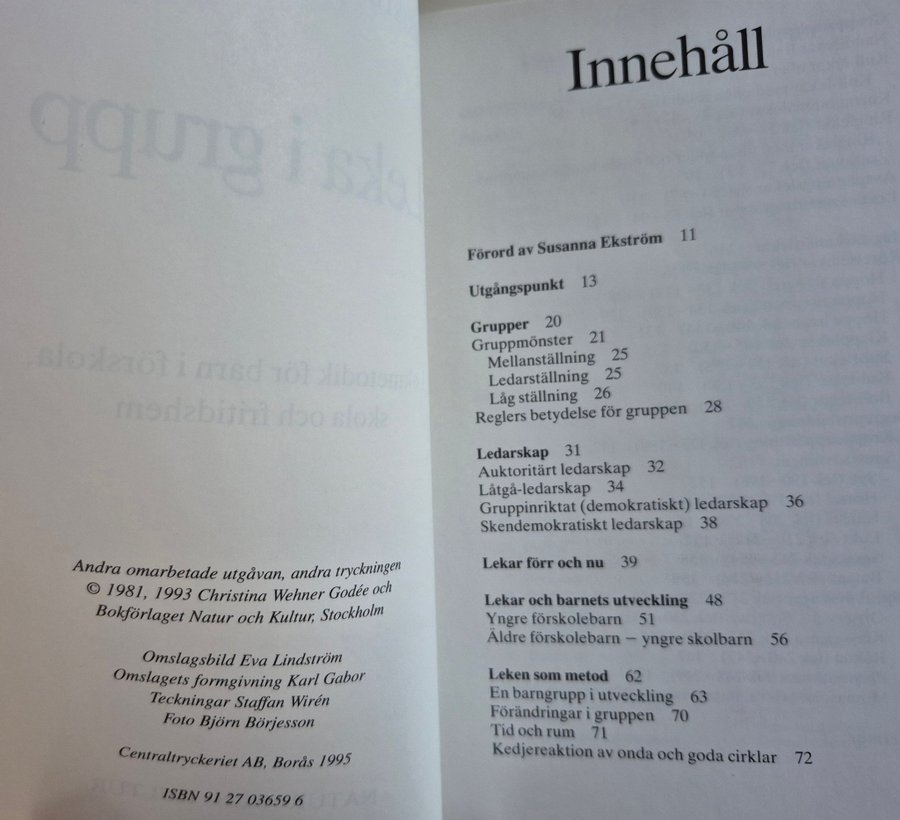 Andra omarbetade utgåvan, andra tryckningen
© 1981, 1993 Christina Wehner Godée och
Bokförlaget Natur och Kultur, Stockholm
Omslagsbild Eva Lindström
Omslagets formgivning Karl Gabor
Teckningar Staffan Wirén
Foto Björn Börjesson
Centraltryckeriet AB, Borås 1995
ISBN 91 27 03659 6
Innehåll
Förord av Susanna Ekström 11
Utgångspunkt 13
Grupper 20
Gruppmönster 21
Mellanställning 25
Ledarställning 25
Låg ställning 26
Reglers betydelse för gruppen 28
Ledarskap 31
Auktoritärt ledarskap 32
Låtgå-ledarskap 34
Gruppinriktat (demokratiskt) ledarskap 36
Skendemokratiskt ledarskap 38
Lekar förr och nu 39
Lekar och barnets utveckling 48
Yngre förskolebarn 51
Äldre förskolebarn – yngre skolbarn 56
Leken som metod 62
En barngrupp i utveckling 63
Förändringar i gruppen 70
Tid och rum 71
Kedjereaktion av onda och goda cirklar 72